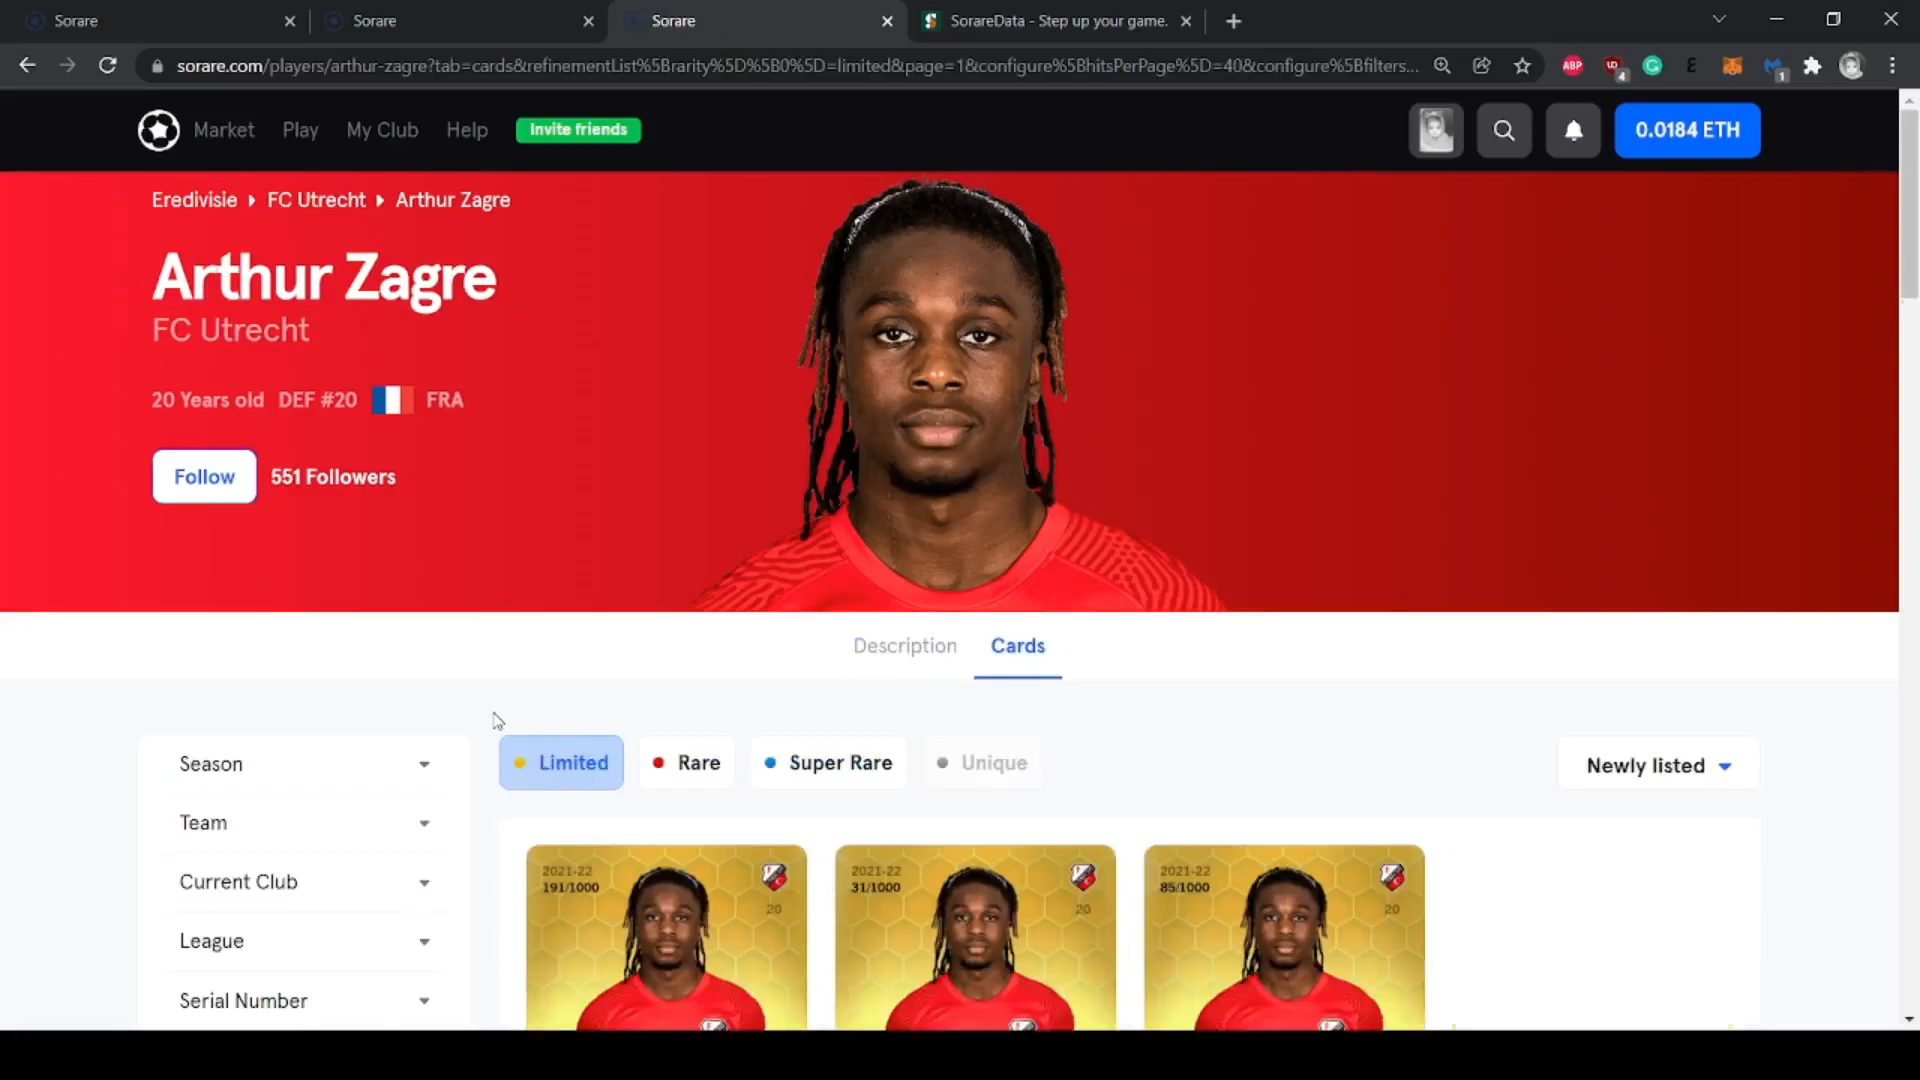 Sorare
Sorare
Sorare
SorareData - Step up your game.
sorare.com/players/arthur-zagre?tab=cards&refinementList%5Brarity%5D%5B0%5D=limited&page=1&configure%5BhitsPerPage%5D=40&configure%5Bfilters...
ABP
4
1
Market
Play
My Club
Help
Invite friends
0.0184 ETH
Eredivisie
FC Utrecht
Arthur Zagre
Arthur Zagre
FC Utrecht
20 Years old DEF #20 FRA
Follow
551 Followers
Description
Cards
Season
Team
Current Club
League
Serial Number
Limited
Rare
Super Rare
Unique
Newly listed
2021-22
191/1000
20
2021-22
31/1000
20
2021-22
85/1000
20